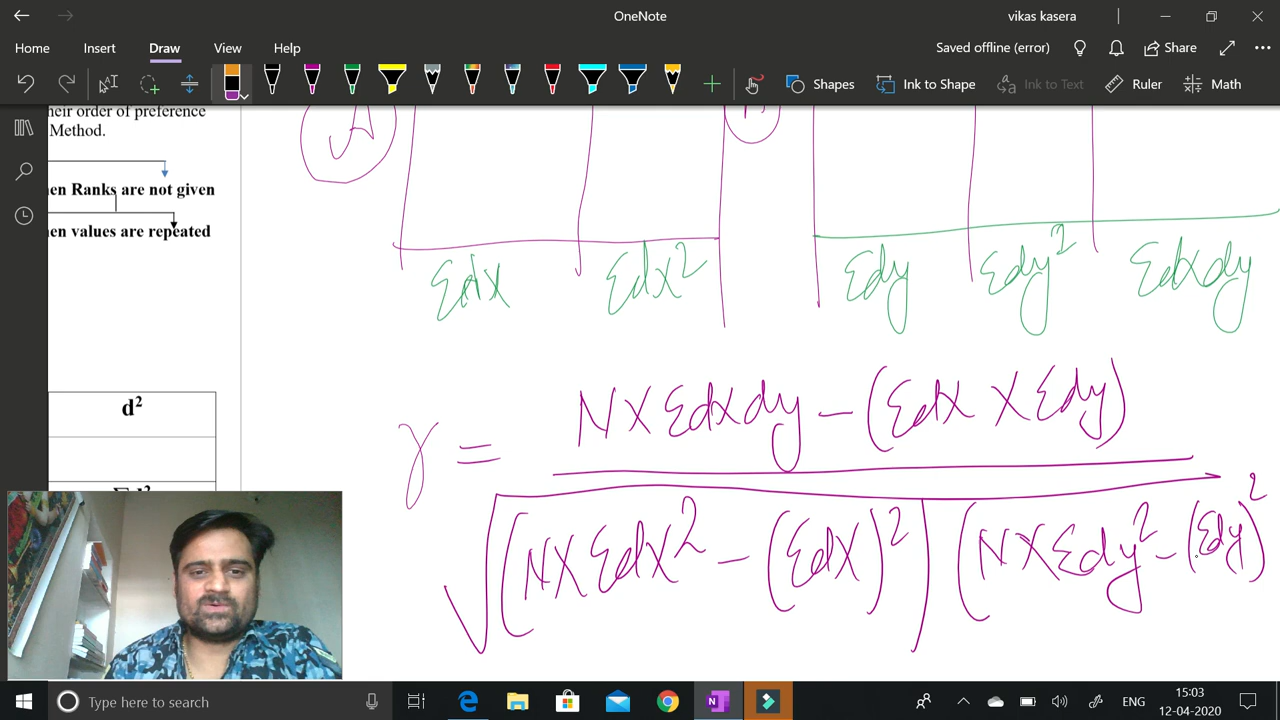 OneNote
vikas kasera
Home Insert Draw View Help
Saved offline (error) Share
Shapes Ink to Shape Ink to Text Ruler Math
heir order of preference
Method.
en Ranks are not given
en values are repeated
A
Σdx Σdx² Σdy Σdy² Σdxdy
d²
r = N X Σdxdy - (Σdx X Σdy)
√(N X Σdx² - (Σdx)²) (N X Σdy² - (Σdy)²
Type here to search
ENG
15:03
12-04-2020